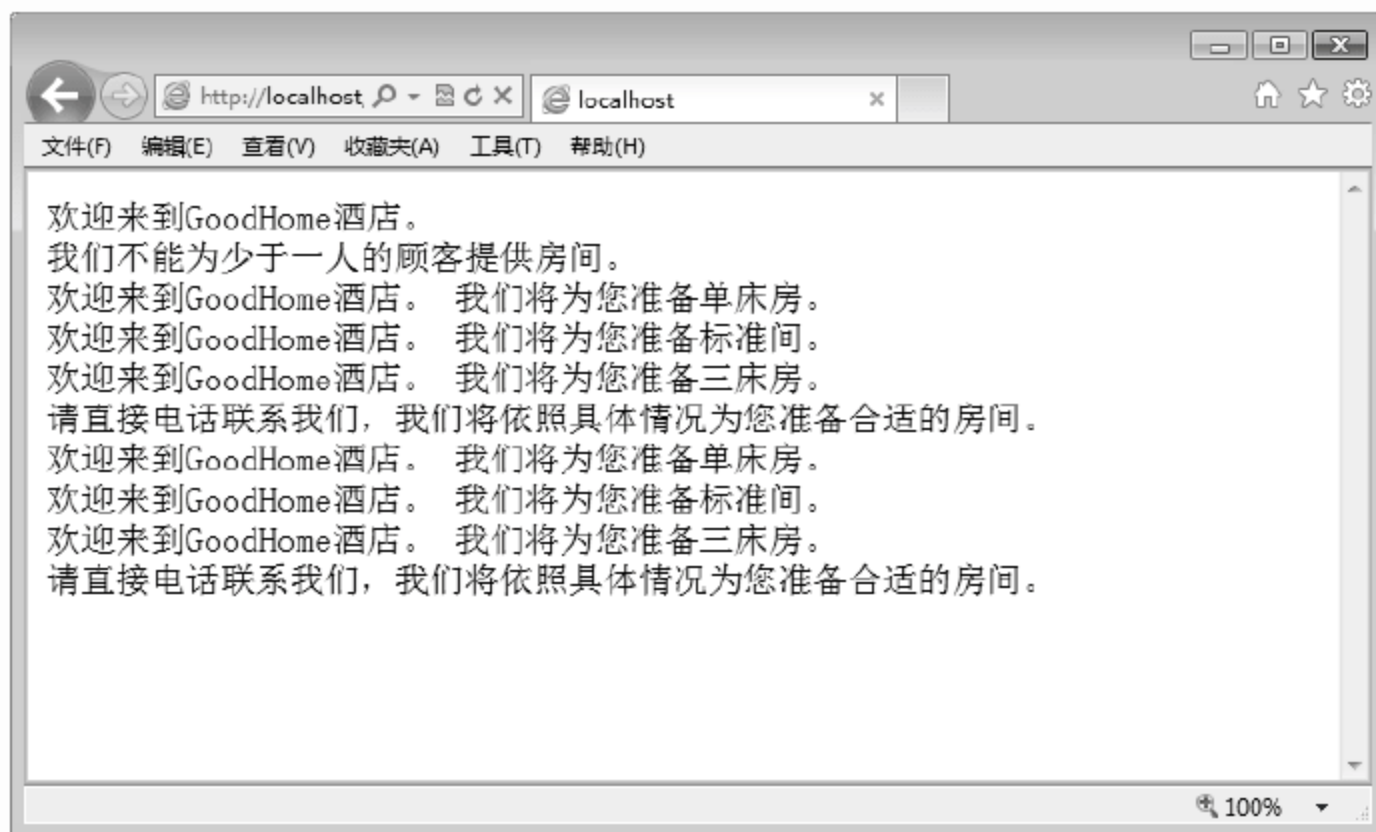 http://localhost,
localhost
文件(F) 编辑(E) 查看(V) 收藏夹(A) 工具(T) 帮助(H)
欢迎来到GoodHome酒店。
我们不能为少于一人的顾客提供房间。
欢迎来到GoodHome酒店。 我们将为您准备单床房。
欢迎来到GoodHome酒店。 我们将为您准备标准间。
欢迎来到GoodHome酒店。 我们将为您准备三床房。
请直接电话联系我们，我们将依照具体情况为您准备合适的房间。
欢迎来到GoodHome酒店。 我们将为您准备单床房。
欢迎来到GoodHome酒店。 我们将为您准备标准间。
欢迎来到GoodHome酒店。 我们将为您准备三床房。
请直接电话联系我们，我们将依照具体情况为您准备合适的房间。
100%